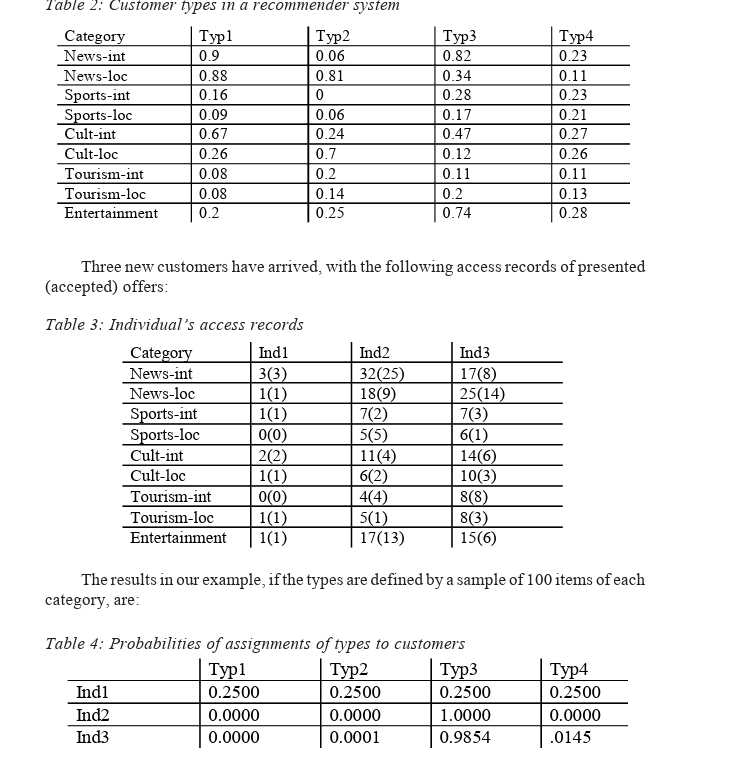 Table 2: Customer types in a recommender system
Category Typ1 Typ2 Typ3 Typ4
News-int 0.9 0.06 0.82 0.23
News-loc 0.88 0.81 0.34 0.11
Sports-int 0.16 0 0.28 0.23
Sports-loc 0.09 0.06 0.17 0.21
Cult-int 0.67 0.24 0.47 0.27
Cult-loc 0.26 0.7 0.12 0.26
Tourism-int 0.08 0.2 0.11 0.11
Tourism-loc 0.08 0.14 0.2 0.13
Entertainment 0.2 0.25 0.74 0.28
Three new customers have arrived, with the following access records of presented
(accepted) offers:
Table 3: Individual's access records
Category Ind1 Ind2 Ind3
News-int 3(3) 32(25) 17(8)
News-loc 1(1) 18(9) 25(14)
Sports-int 1(1) 7(2) 7(3)
Sports-loc 0(0) 5(5) 6(1)
Cult-int 2(2) 11(4) 14(6)
Cult-loc 1(1) 6(2) 10(3)
Tourism-int 0(0) 4(4) 8(8)
Tourism-loc 1(1) 5(1) 8(3)
Entertainment 1(1) 17(13) 15(6)
The results in our example, if the types are defined by a sample of 100 items of each
category, are:
Table 4: Probabilities of assignments of types to customers
Typ1 Typ2 Typ3 Typ4
Ind1 0.2500 0.2500 0.2500 0.2500
Ind2 0.0000 0.0000 1.0000 0.0000
Ind3 0.0000 0.0001 0.9854 .0145